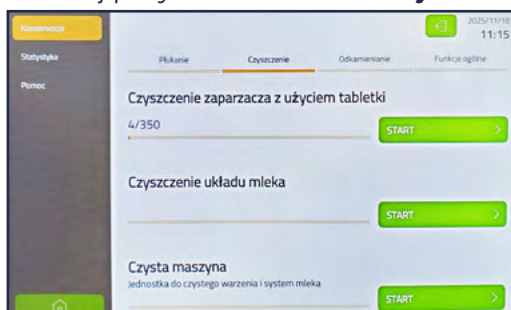 Konserwacja
2025/11/18
11:15
Statystyka
Płukanie
Czyszczenie
Odkamienianie
Funkcje ogólne
Pomoc
Czyszczenie zaparzacza z użyciem tabletki
4/350
START
Czyszczenie układu mleka
START
Czysta maszyna
Jednostka do czystego warzenia i system mleka
START